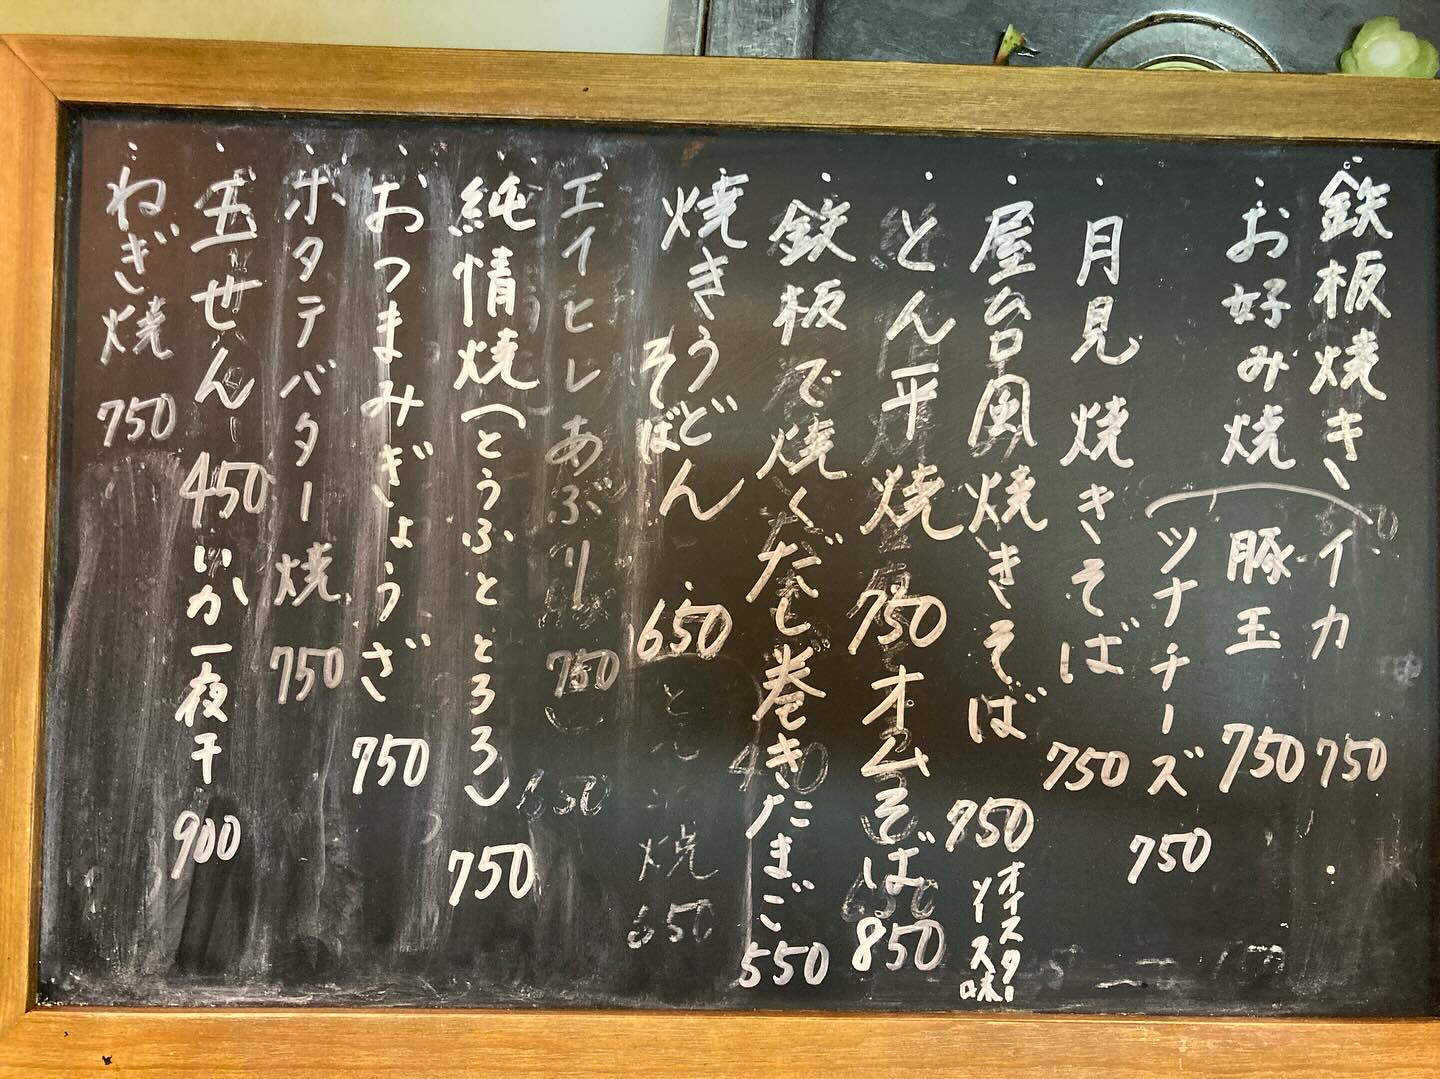 鉄板焼き
お好み焼
イカ 750
豚玉 750
ツナチーズ 750
月見焼きそば 750
屋台風焼きそば 750
オイスター
ソース味
とん平焼 750
オムそば 850
鉄板で焼くだし巻きたまご 550
焼きうどん 650
そば
エイヒレあぶり 750
純情焼(とうふととろろ) 750
おつまみぎょうざ 750
ホタテバター焼 750
玉せん 450
いか一夜干 900
ねぎ焼 750